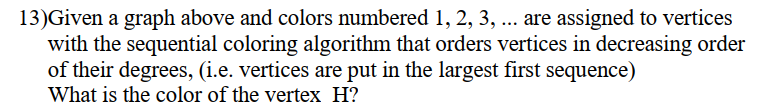 13)Given a graph above and colors numbered 1, 2, 3, ... are assigned to vertices
with the sequential coloring algorithm that orders vertices in decreasing order
of their degrees, (i.e. vertices are put in the largest first sequence)
What is the color of the vertex H?